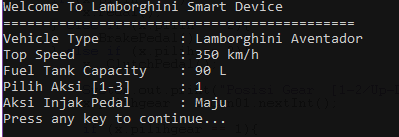 Welcome To Lamborghini Smart Device
============================================
Vehicle Type : Lamborghini Aventador
Top Speed : 350 km/h
Fuel Tank Capacity : 90 L
Pilih Aksi [1-3] : 1
Aksi Injak Pedal : Maju
Press any key to continue...